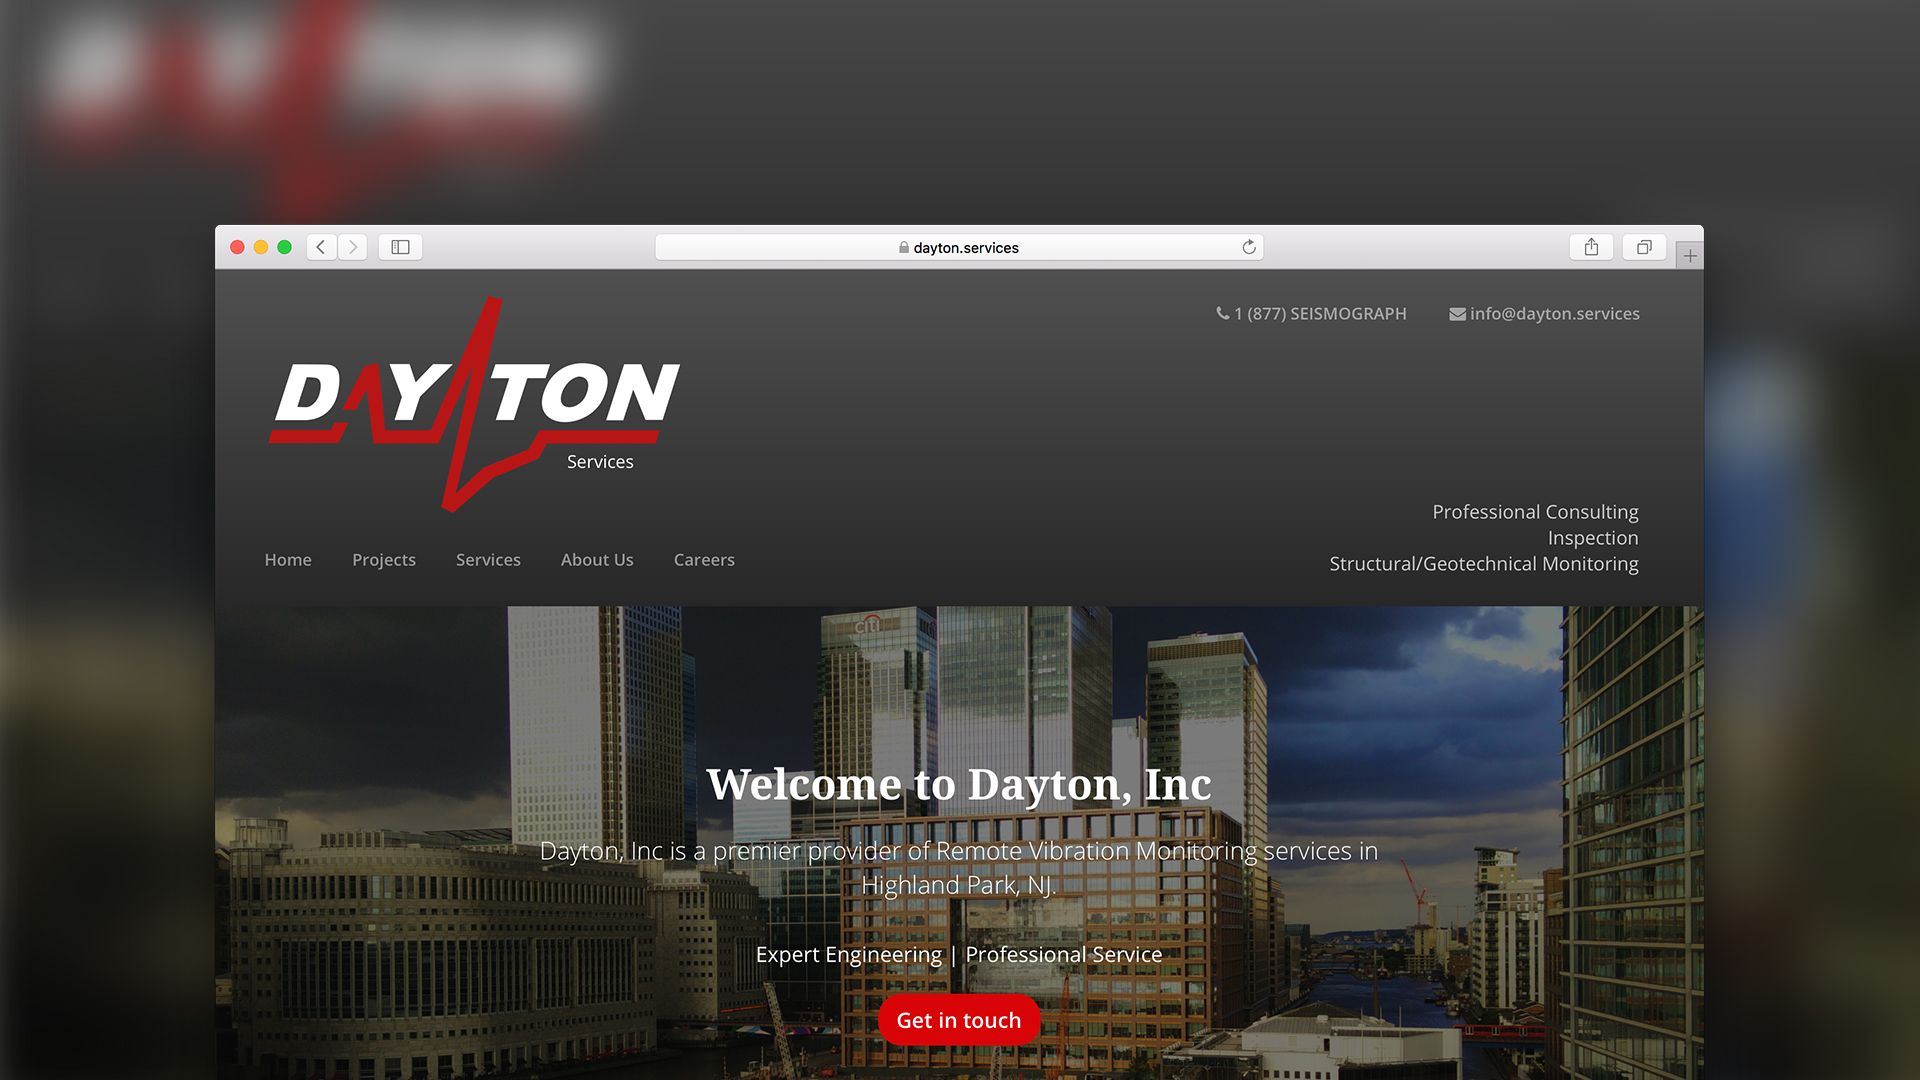 dayton.services
1 (877) SEISMOGRAPH
info@dayton.services
DAYTON
Services
Professional Consulting
Inspection
Structural/Geotechnical Monitoring
Home Projects Services About Us Careers
citi
Welcome to Dayton, Inc
Dayton, Inc is a premier provider of Remote Vibration Monitoring services in
Highland Park, NJ.
Expert Engineering | Professional Service
Get in touch